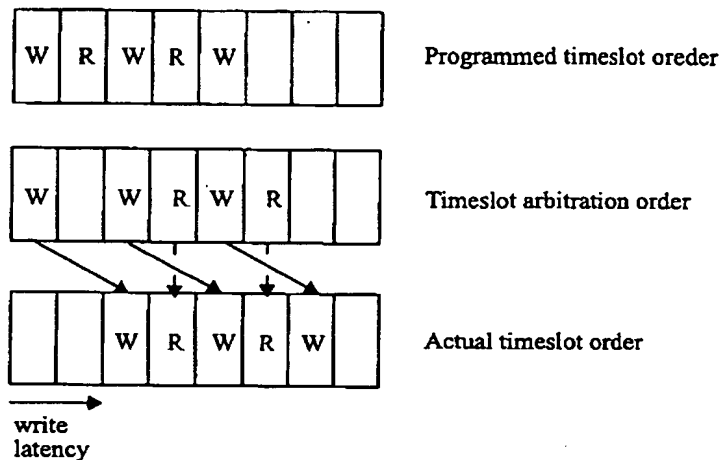 W R W R W Programmed timeslot oreder
W W R W R Timeslot arbitration order
W R W R W Actual timeslot order
write
latency